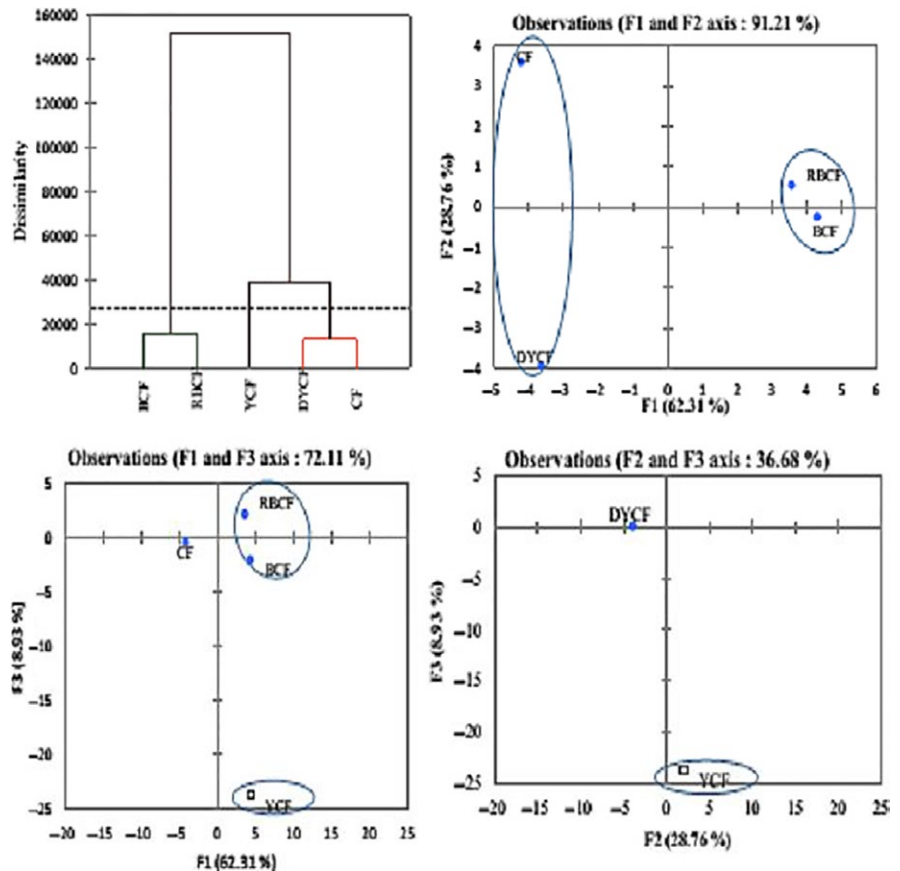 160000
140000
120000
100000
80000
60000
40000
20000
0
Dissimilarity
BCF
RBCF
YCF
DYCF
CF
Observations (F1 and F2 axis : 91.21 %)
4
3
2
1
0
−1
−2
−3
−4
F2 (28.76 %)
CF
RBCF
BCF
DYCF
−5 −4 −3 −2 −1 0 1 2 3 4 5 6
F1 (62.31 %)
Observations (F1 and F3 axis : 72.11 %)
5
0
−5
−10
−15
−20
−25
F3 (8.93 %)
RBCF
CF
BCF
YCF
−20 −15 −10 −5 0 5 10 15 20 25
F1 (62.31 %)
Observations (F2 and F3 axis : 36.68 %)
5
0
−5
−10
−15
−20
−25
F3 (8.93 %)
DYCF
YCF
−20 −15 −10 −5 0 5 10 15 20 25
F2 (28.76 %)